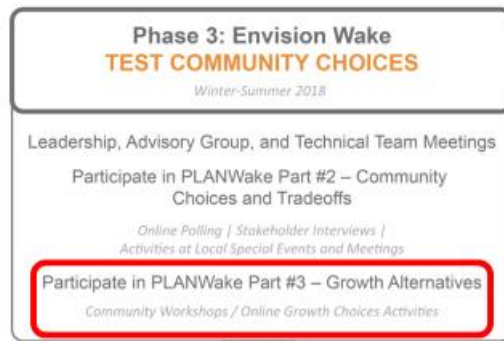 Phase 3: Envision Wake
TEST COMMUNITY CHOICES
Winter-Summer 2018
Leadership, Advisory Group, and Technical Team Meetings
Participate in PLANWake Part #2 – Community
Choices and Tradeoffs
Online Polling | Stakeholder Interviews |
Activities at Local Special Events and Meetings
Participate in PLANWake Part #3 – Growth Alternatives
Community Workshops / Online Growth Choices Activities